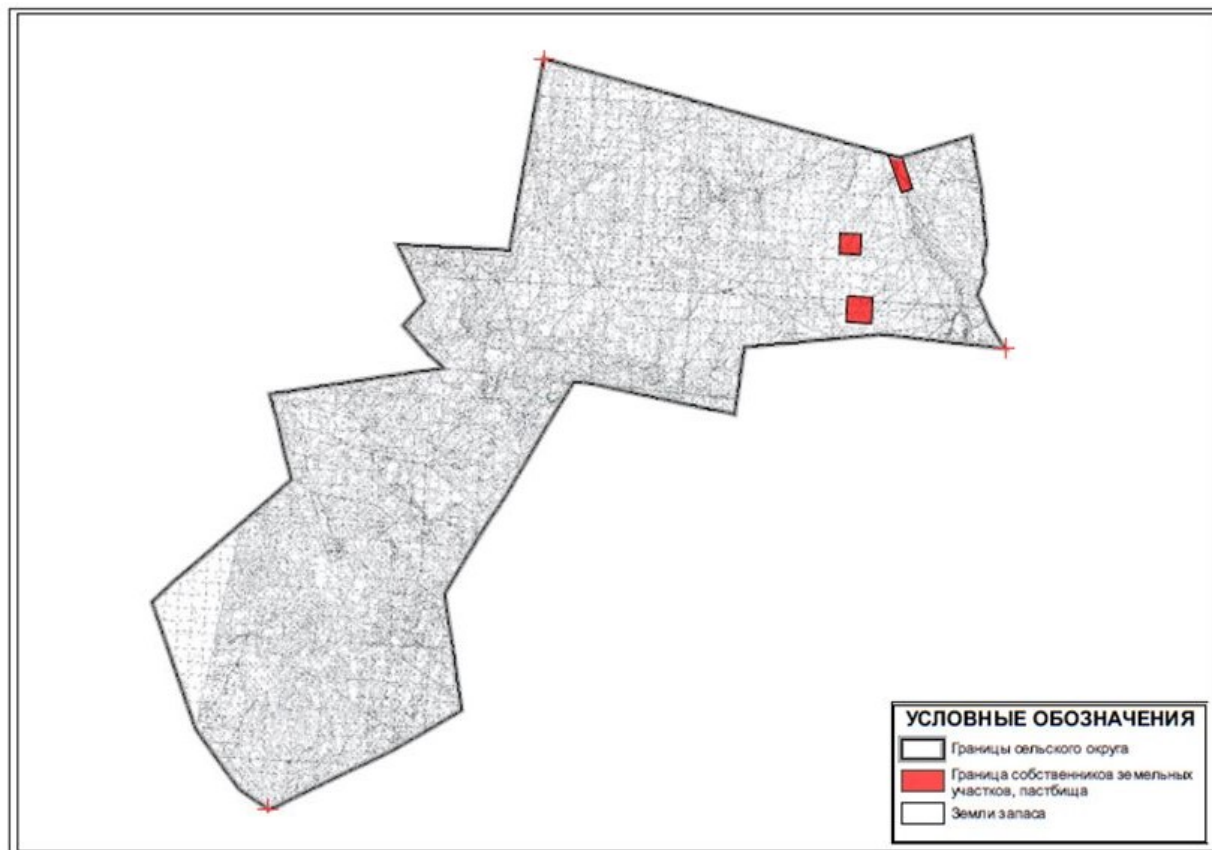 УСЛОВНЫЕ ОБОЗНАЧЕНИЯ
Границы сельского округа
Граница собственников земельных
участков, пастбища
Земли запаса